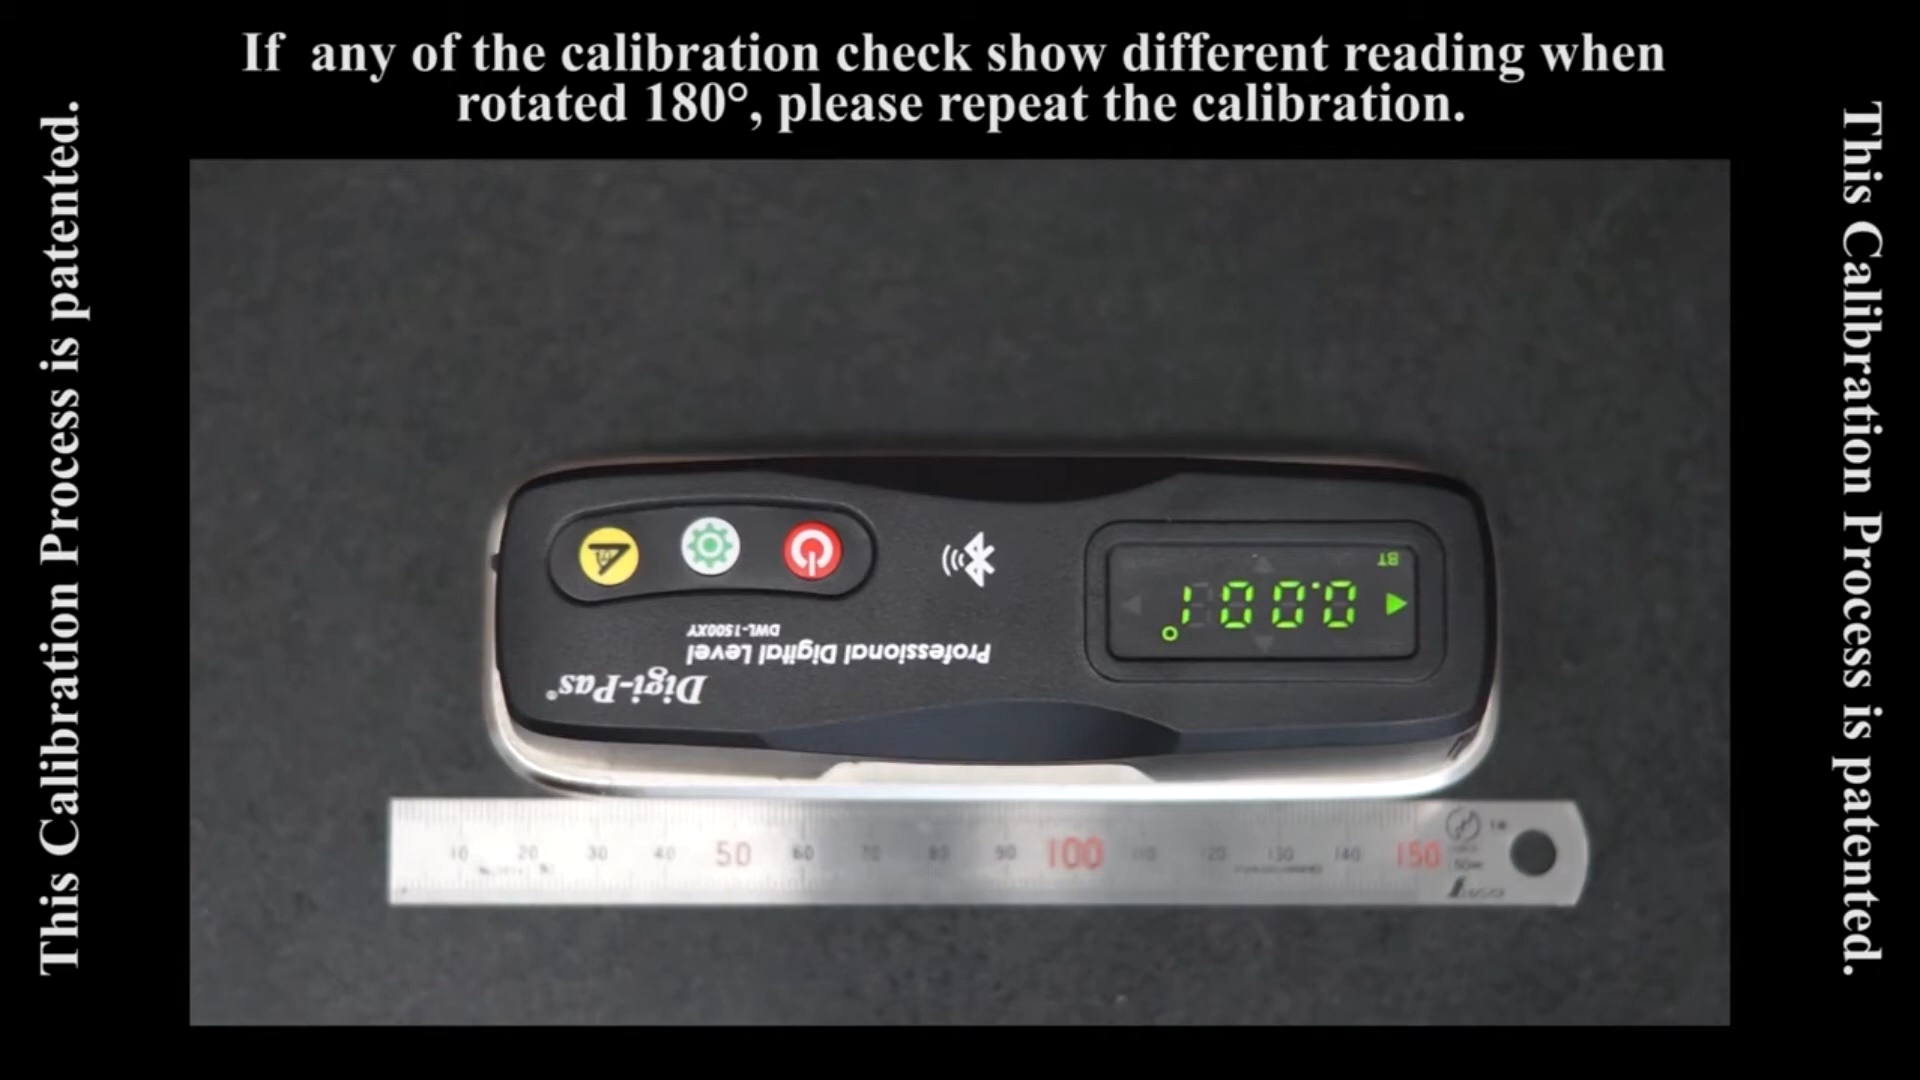 If any of the calibration check show different reading when
rotated 180°, please repeat the calibration.
This Calibration Process is patented.
This Calibration Process is patented.
BT
0.001°
Professional Digital Level
DWL-1500XY
Digi-Pas®
10 20 30 40 50 60 70 80 90 100 110 120 130 140 150